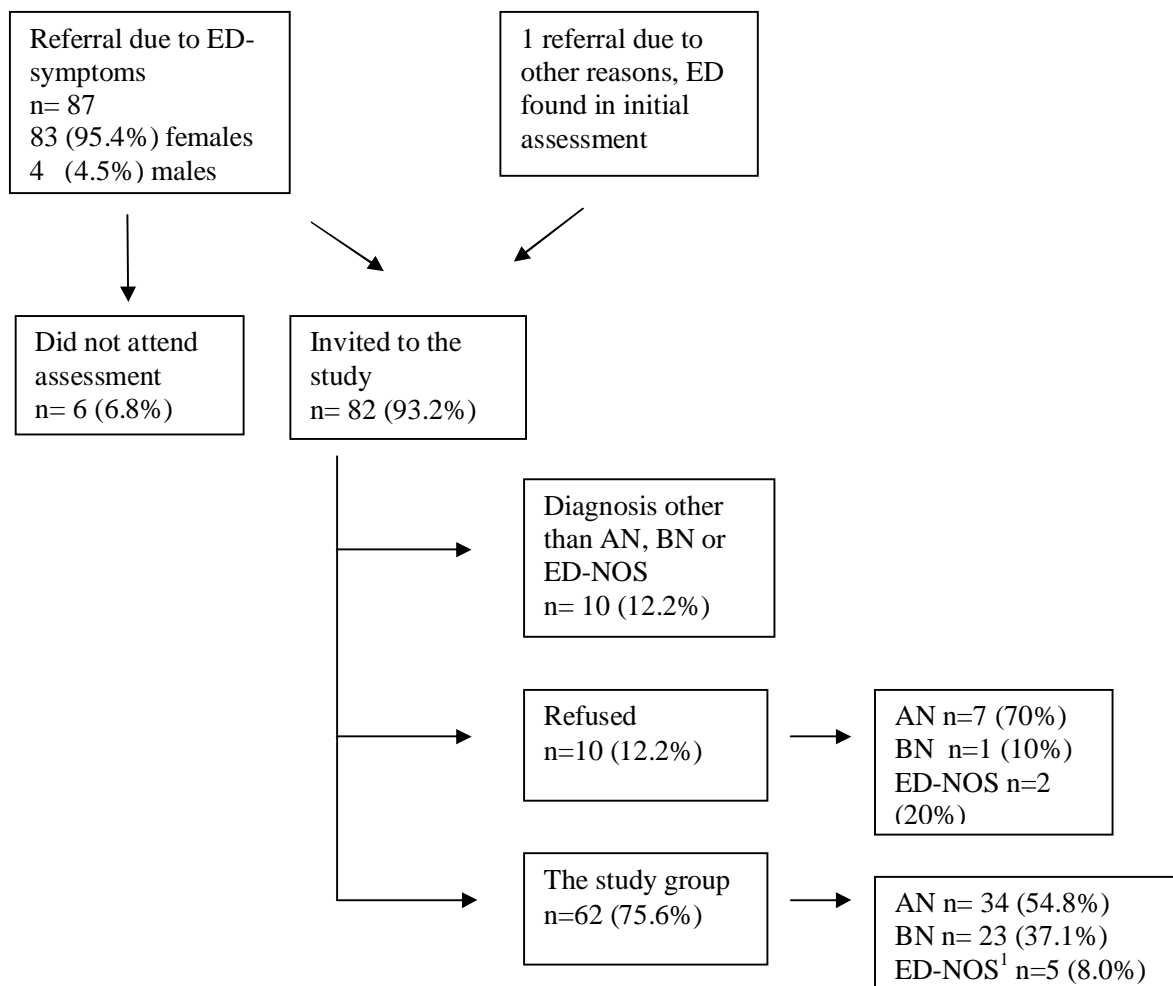 Referral due to ED-
symptoms
n= 87
83 (95.4%) females
4 (4.5%) males
1 referral due to
other reasons, ED
found in initial
assessment
Did not attend
assessment
n= 6 (6.8%)
Invited to the
study
n= 82 (93.2%)
Diagnosis other
than AN, BN or
ED-NOS
n= 10 (12.2%)
Refused
n=10 (12.2%)
AN n=7 (70%)
BN n=1 (10%)
ED-NOS n=2
(20%)
The study group
n=62 (75.6%)
AN n= 34 (54.8%)
BN n= 23 (37.1%)
ED-NOS¹ n=5 (8.0%)